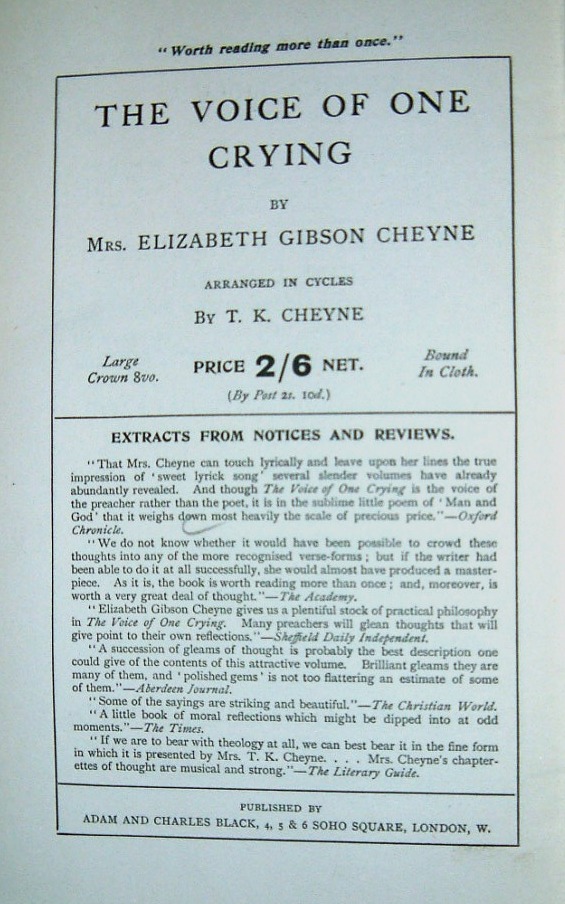 "Worth reading more than once."
THE VOICE OF ONE
CRYING
BY
MRS. ELIZABETH GIBSON CHEYNE
ARRANGED IN CYCLES
BY T. K. CHEYNE
Large
Crown 8vo.
PRICE 2/6 NET.
Bound
In Cloth.
(By Post 2s. 10d.)
EXTRACTS FROM NOTICES AND REVIEWS.
"That Mrs. Cheyne can touch lyrically and leave upon her lines the true
impression of 'sweet lyrick song' several slender volumes have already
abundantly revealed. And though The Voice of One Crying is the voice of
the preacher rather than the poet, it is in the sublime little poem of 'Man and
God' that it weighs down most heavily the scale of precious price."—Oxford
Chronicle.
"We do not know whether it would have been possible to crowd these
thoughts into any of the more recognised verse-forms; but if the writer had
been able to do it at all successfully, she would almost have produced a master-
piece. As it is, the book is worth reading more than once; and, moreover, is
worth a very great deal of thought."—The Academy.
"Elizabeth Gibson Cheyne gives us a plentiful stock of practical philosophy
in The Voice of One Crying. Many preachers will glean thoughts that will
give point to their own reflections."—Sheffield Daily Independent.
"A succession of gleams of thought is probably the best description one
could give of the contents of this attractive volume. Brilliant gleams they are
many of them, and 'polished gems' is not too flattering an estimate of some
of them."—Aberdeen Journal.
"Some of the sayings are striking and beautiful."—The Christian World.
"A little book of moral reflections which might be dipped into at odd
moments."—The Times.
"If we are to bear with theology at all, we can best bear it in the fine form
in which it is presented by Mrs. T. K. Cheyne. . . . Mrs. Cheyne's chapter-
ettes of thought are musical and strong."—The Literary Guide.
PUBLISHED BY
ADAM AND CHARLES BLACK, 4, 5 & 6 SOHO SQUARE, LONDON, W.